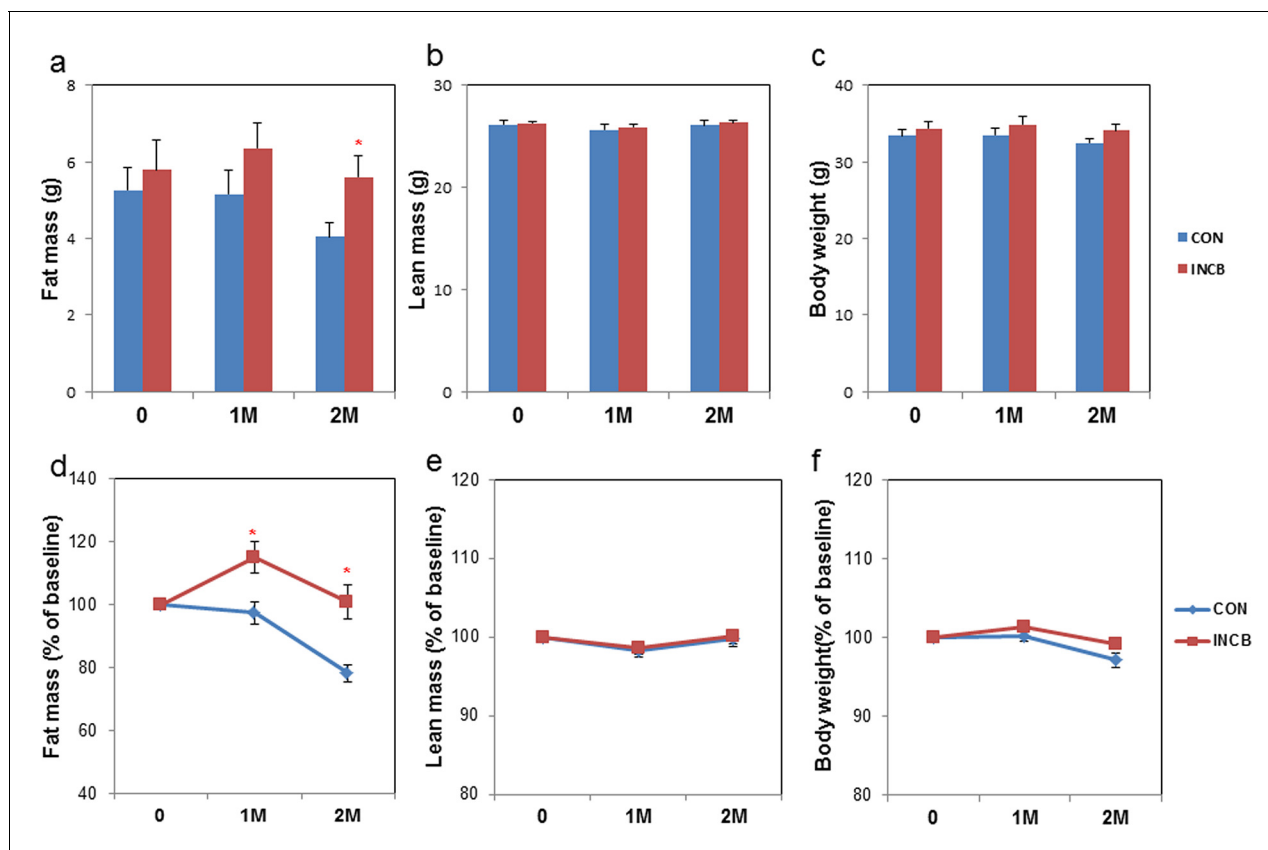 a
Fat mass (g)
8
6
4
2
0
*
0 1M 2M
b
Lean mass (g)
30
20
10
0
0 1M 2M
c
Body weight (g)
40
30
20
10
0
0 1M 2M
CON
INCB
d
Fat mass (% of baseline)
140
120
100
80
60
40
*
*
0 1M 2M
e
Lean mass (% of baseline)
120
110
100
90
80
0 1M 2M
f
Body weight(% of baseline)
120
110
100
90
80
0 1M 2M
CON
INCB